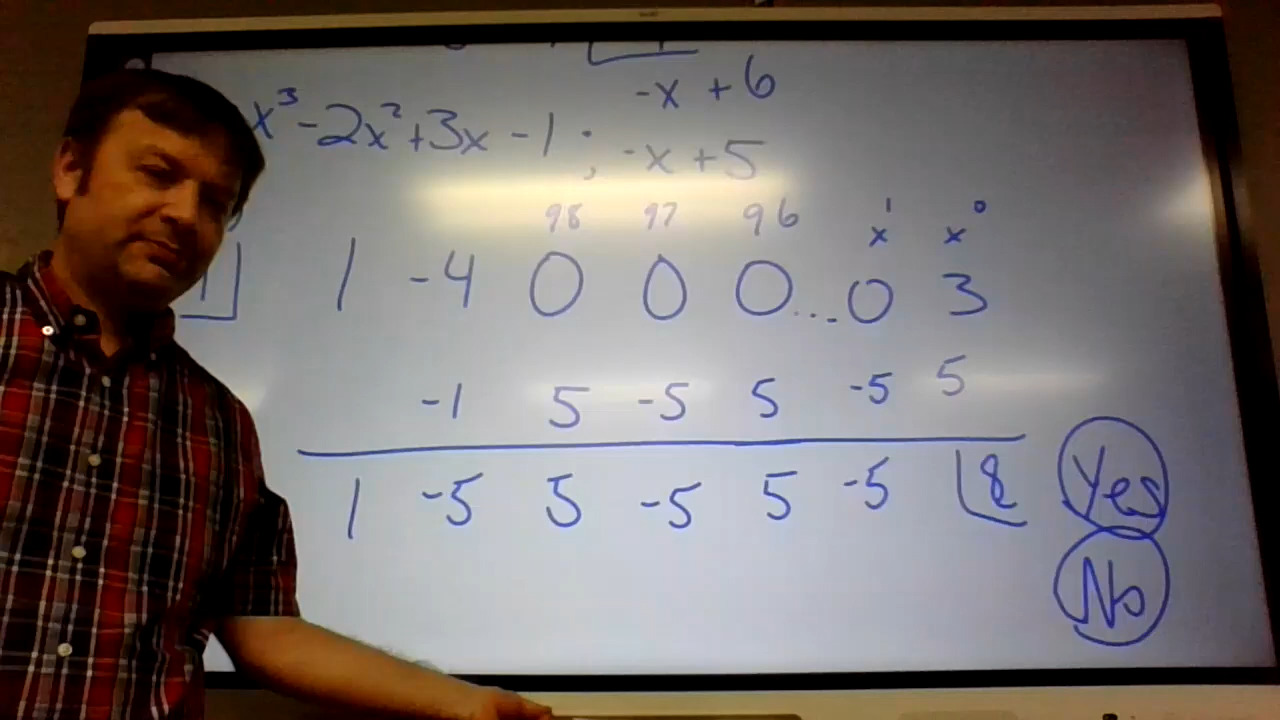 -x + 6
x³ - 2x² + 3x - 1 ; -x + 5
98 97 96 x¹ x⁰
1 -4 0 0 0 ... 0 3
-1 5 -5 5 -5 5
1 -5 5 -5 5 -5 8
Yes
No